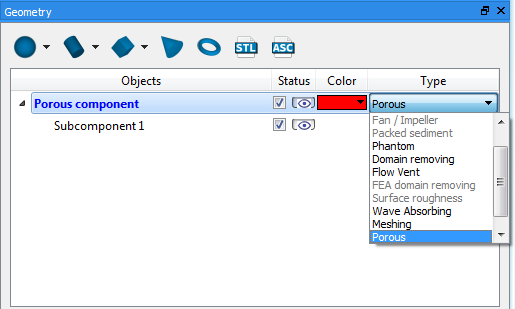 Geometry
STL ASC
Objects Status Color Type
Porous component Porous
Subcomponent 1
Fan / Impeller
Packed sediment
Phantom
Domain removing
Flow Vent
FEA domain removing
Surface roughness
Wave Absorbing
Meshing
Porous